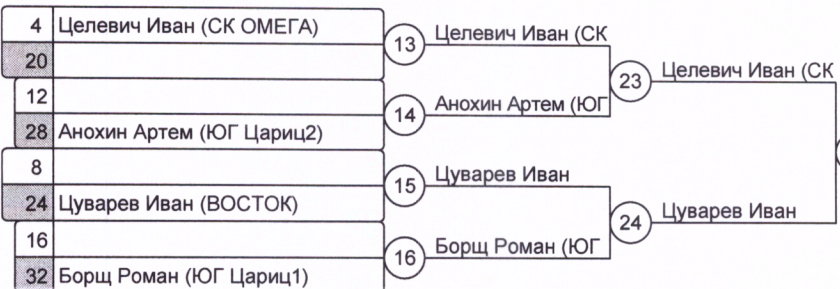 4 Целевич Иван (СК ОМЕГА)
20
13 Целевич Иван (СК
12
28 Анохин Артем (ЮГ Цариц2)
14 Анохин Артем (ЮГ
23 Целевич Иван (СК
8
24 Цуварев Иван (ВОСТОК)
15 Цуварев Иван
16
32 Борщ Роман (ЮГ Цариц1)
16 Борщ Роман (ЮГ
24 Цуварев Иван